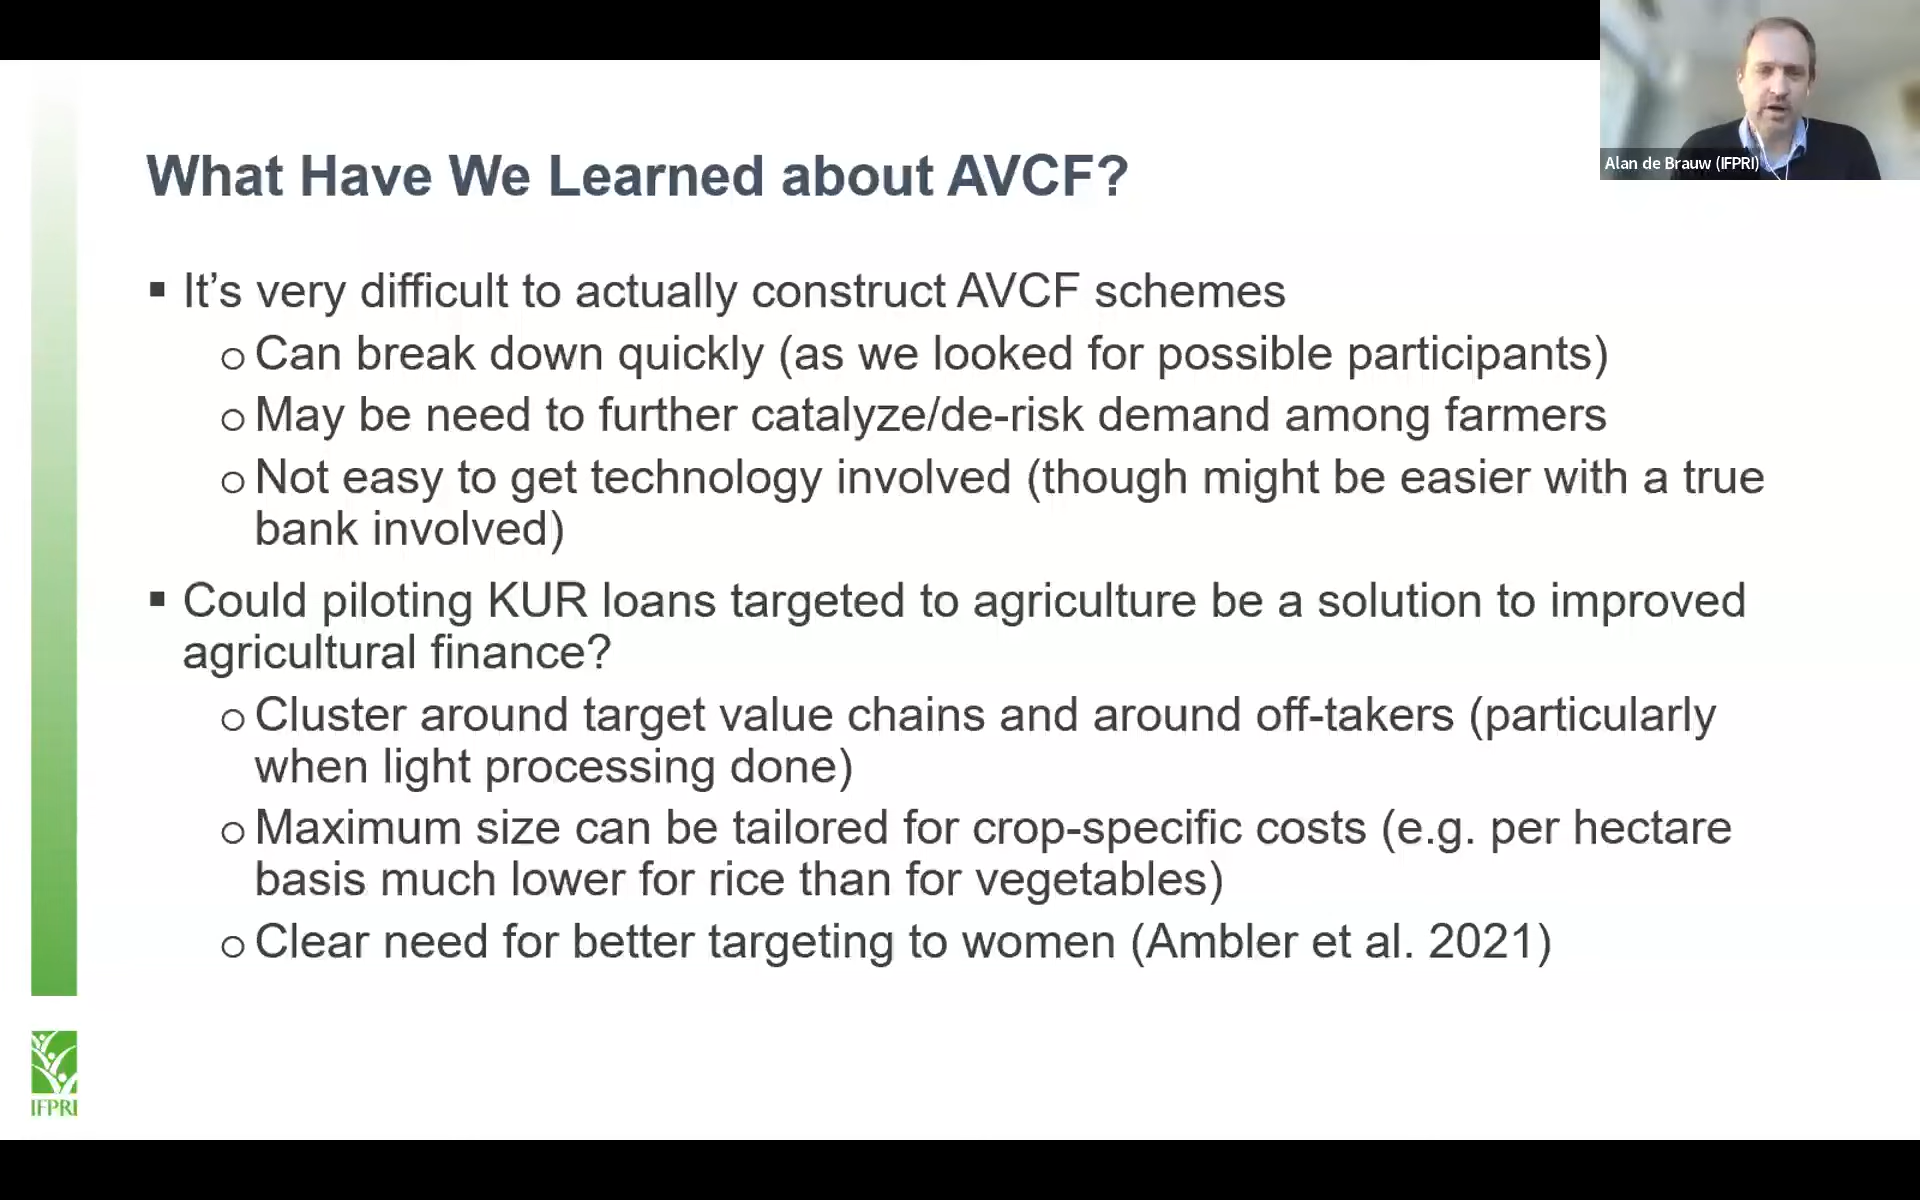 Alan de Brauw (IFPRI)
What Have We Learned about AVCF?
▪ It’s very difficult to actually construct AVCF schemes
o Can break down quickly (as we looked for possible participants)
o May be need to further catalyze/de-risk demand among farmers
o Not easy to get technology involved (though might be easier with a true
bank involved)
▪ Could piloting KUR loans targeted to agriculture be a solution to improved
agricultural finance?
o Cluster around target value chains and around off-takers (particularly
when light processing done)
o Maximum size can be tailored for crop-specific costs (e.g. per hectare
basis much lower for rice than for vegetables)
o Clear need for better targeting to women (Ambler et al. 2021)
IFPRI